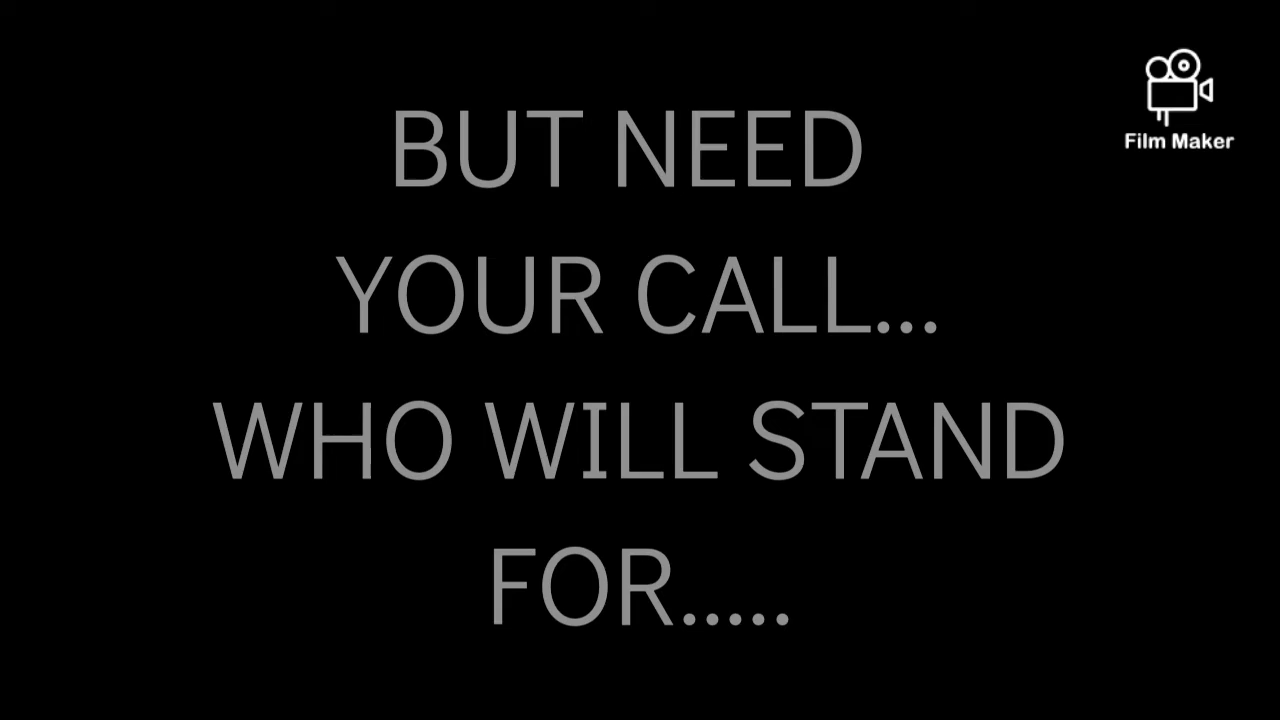 BUT NEED
YOUR CALL...
WHO WILL STAND
FOR.....
Film Maker